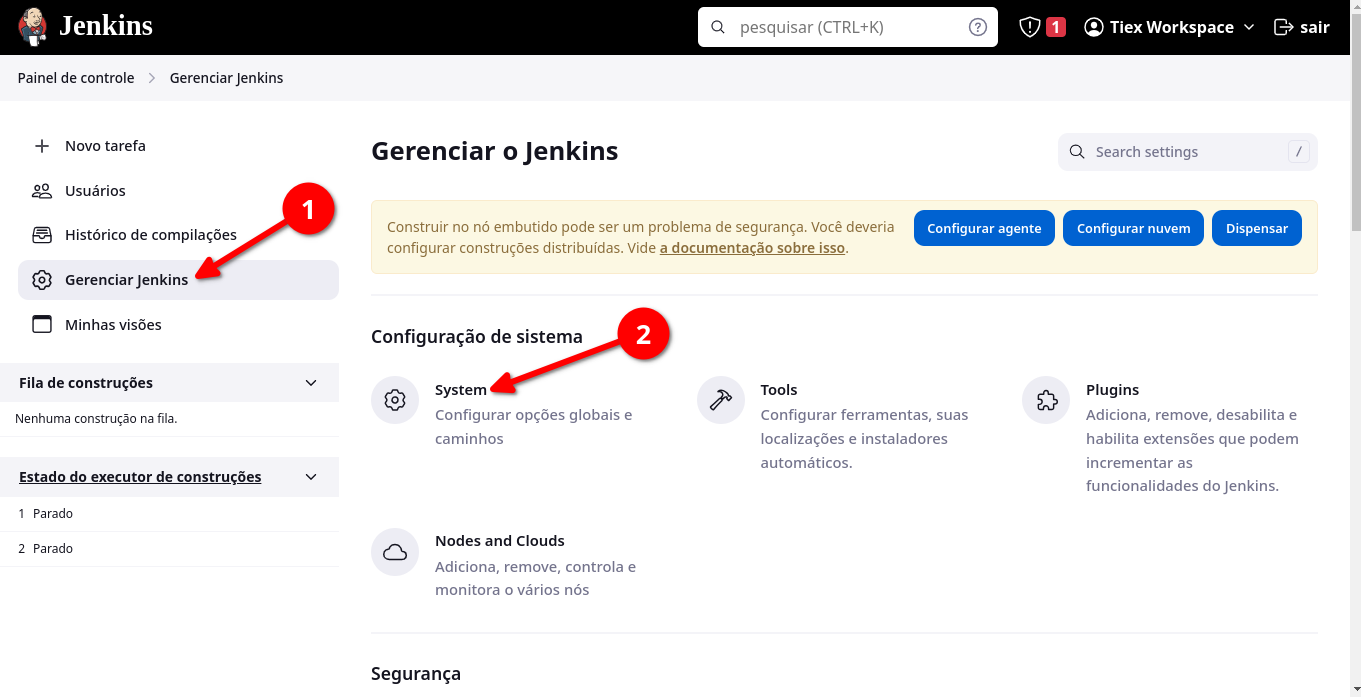 Jenkins
pesquisar (CTRL+K)
?
1
Tiex Workspace
sair
Painel de controle
Gerenciar Jenkins
Novo tarefa
Usuários
Histórico de compilações
Gerenciar Jenkins
Minhas visões
1
Fila de construções
Nenhuma construção na fila.
Estado do executor de construções
1 Parado
2 Parado
Gerenciar o Jenkins
Search settings
/
Construir no nó embutido pode ser um problema de segurança. Você deveria
configurar construções distribuídas. Vide a documentação sobre isso.
Configurar agente
Configurar nuvem
Dispensar
Configuração de sistema
2
System
Configurar opções globais e
caminhos
Tools
Configurar ferramentas, suas
localizações e instaladores
automáticos.
Plugins
Adiciona, remove, desabilita e
habilita extensões que podem
incrementar as
funcionalidades do Jenkins.
Nodes and Clouds
Adiciona, remove, controla e
monitora o vários nós
Segurança